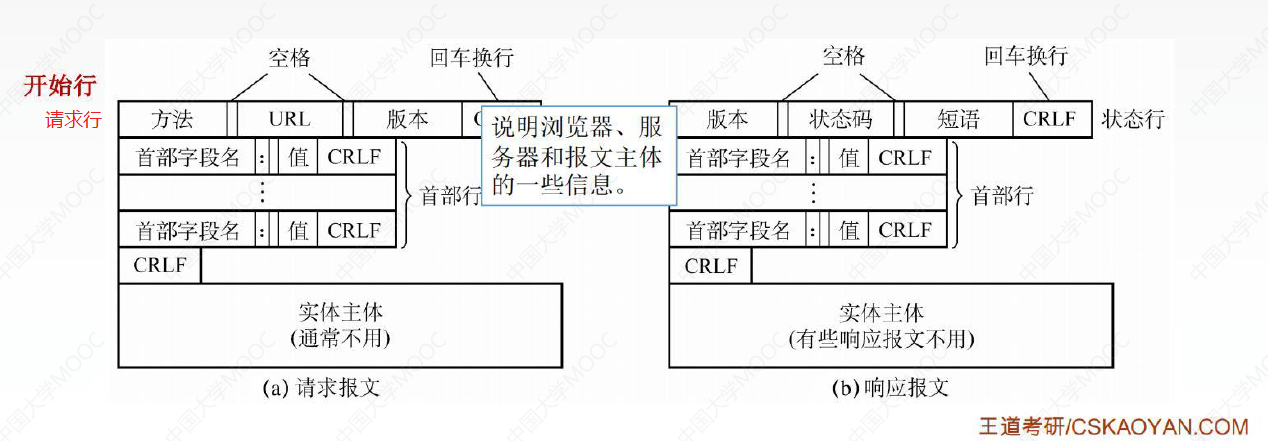 空格 回车换行 空格 回车换行
开始行
请求行 方法 URL 版本 版本 状态码 短语 CRLF 状态行
说明浏览器、服
务器和报文主体
的一些信息。
首部字段名 : 值 CRLF 首部字段名 : 值 CRLF
⋮ 首部行 ⋮ 首部行
首部字段名 : 值 CRLF 首部字段名 : 值 CRLF
CRLF CRLF
实体主体 实体主体
(通常不用) (有些响应报文不用)
(a) 请求报文 (b) 响应报文
王道考研/CSKAOYAN.COM
中国大学MOOC